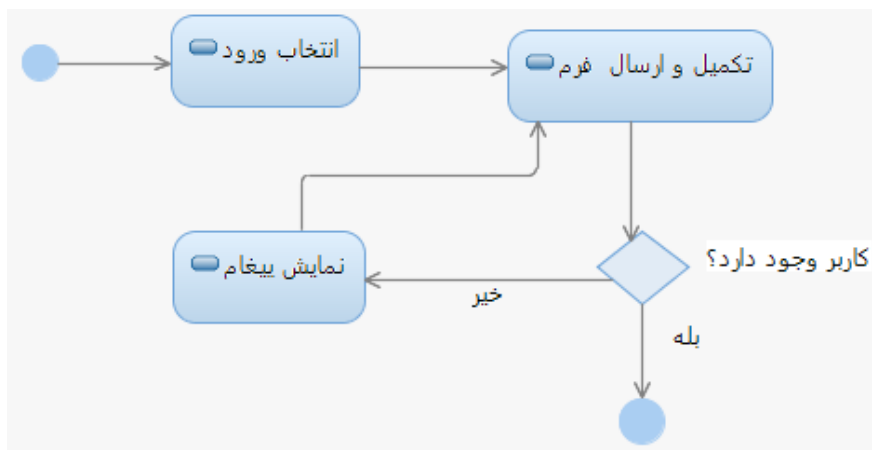 انتخاب ورود
تکمیل و ارسال فرم
کاربر وجود دارد؟
نمایش پیغام
خیر
بله